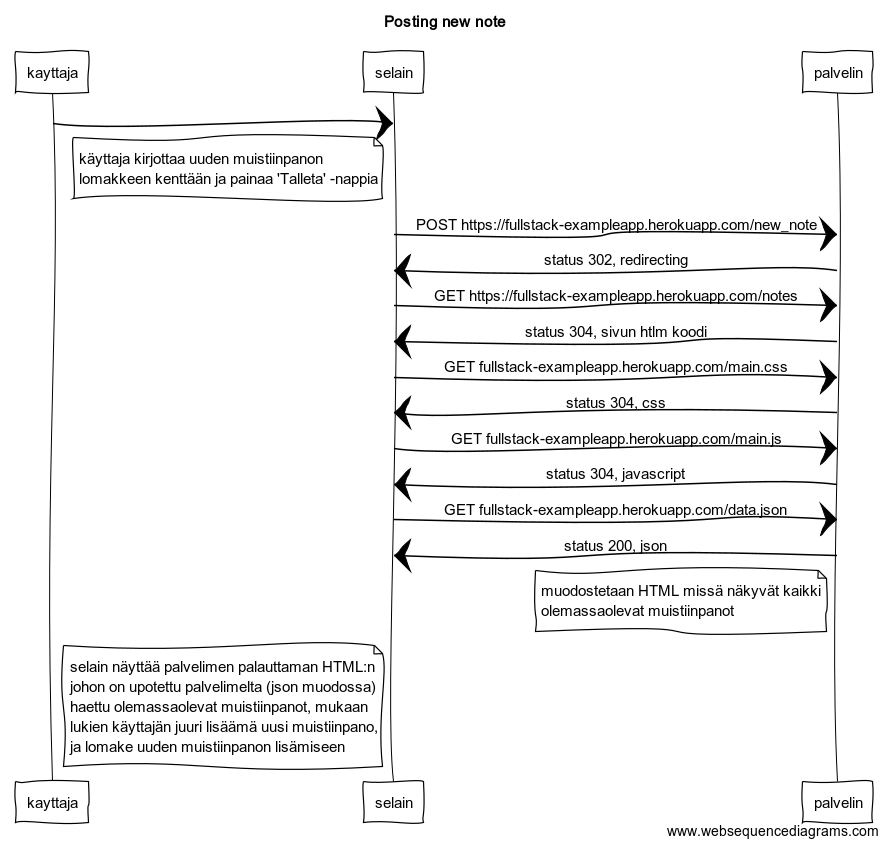 Posting new note
kayttaja
selain
palvelin
käyttaja kirjottaa uuden muistiinpanon
lomakkeen kenttään ja painaa 'Talleta' -nappia
POST https://fullstack-exampleapp.herokuapp.com/new_note
status 302, redirecting
GET https://fullstack-exampleapp.herokuapp.com/notes
status 304, sivun htlm koodi
GET fullstack-exampleapp.herokuapp.com/main.css
status 304, css
GET fullstack-exampleapp.herokuapp.com/main.js
status 304, javascript
GET fullstack-exampleapp.herokuapp.com/data.json
status 200, json
muodostetaan HTML missä näkyvät kaikki
olemassaolevat muistiinpanot
selain näyttää palvelimen palauttaman HTML:n
johon on upotettu palvelimelta (json muodossa)
haettu olemassaolevat muistiinpanot, mukaan
lukien käyttajän juuri lisäämä uusi muistiinpano,
ja lomake uuden muistiinpanon lisämiseen
kayttaja
selain
palvelin
www.websequencediagrams.com